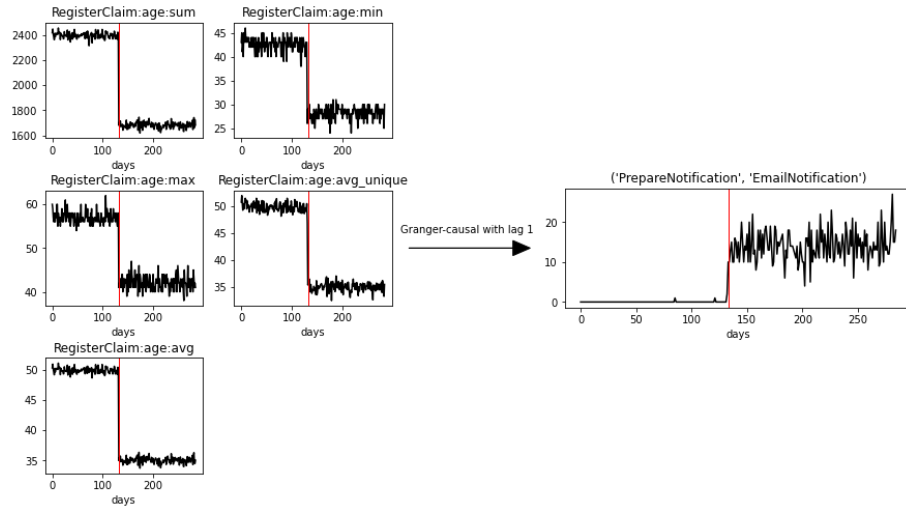 RegisterClaim:age:sum
2400
2200
2000
1800
1600
0 100 200
days
RegisterClaim:age:min
45
40
35
30
25
0 100 200
days
RegisterClaim:age:max
60
50
40
0 100 200
days
RegisterClaim:age:avg_unique
50
45
40
35
0 100 200
days
RegisterClaim:age:avg
50
45
40
35
0 100 200
days
Granger-causal with lag 1
('PrepareNotification', 'EmailNotification')
20
10
0
0 50 100 150 200 250
days